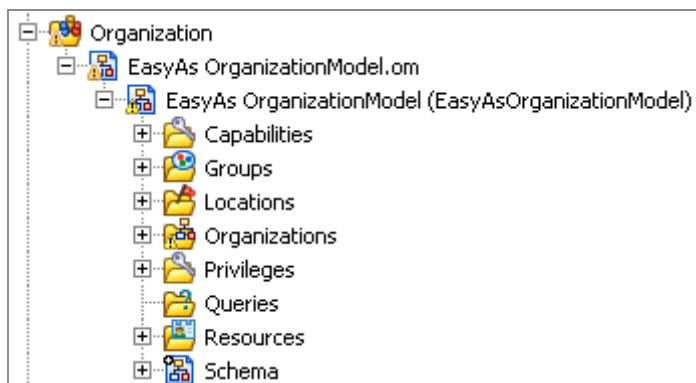 Organization
EasyAs OrganizationModel.om
EasyAs OrganizationModel (EasyAsOrganizationModel)
Capabilities
Groups
Locations
Organizations
Privileges
Queries
Resources
Schema